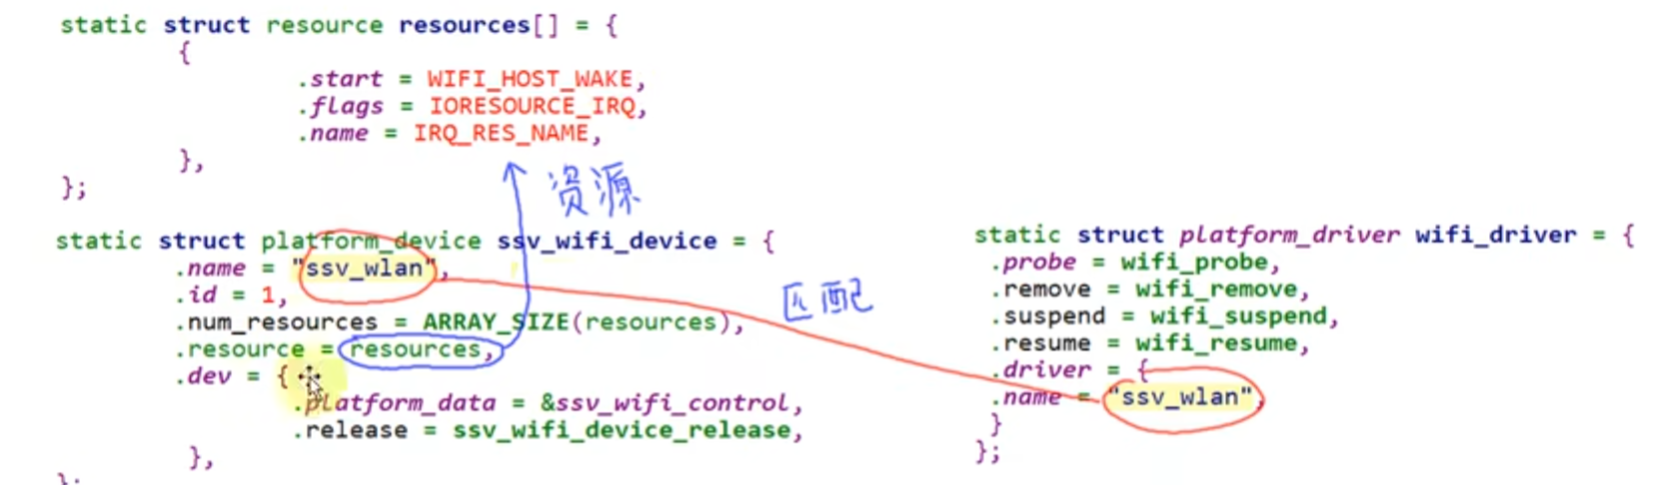 static struct resource resources[] = {
{
.start = WIFI_HOST_WAKE,
.flags = IORESOURCE_IRQ,
.name = IRQ_RES_NAME,
},
};
资源
static struct platform_device ssv_wifi_device = {
.name = "ssv_wlan",
.id = 1,
.num_resources = ARRAY_SIZE(resources),
.resource = resources,
.dev = {
.platform_data = &ssv_wifi_control,
.release = ssv_wifi_device_release,
},
};
匹配
static struct platform_driver wifi_driver = {
.probe = wifi_probe,
.remove = wifi_remove,
.suspend = wifi_suspend,
.resume = wifi_resume,
.driver = {
.name = "ssv_wlan",
}
};